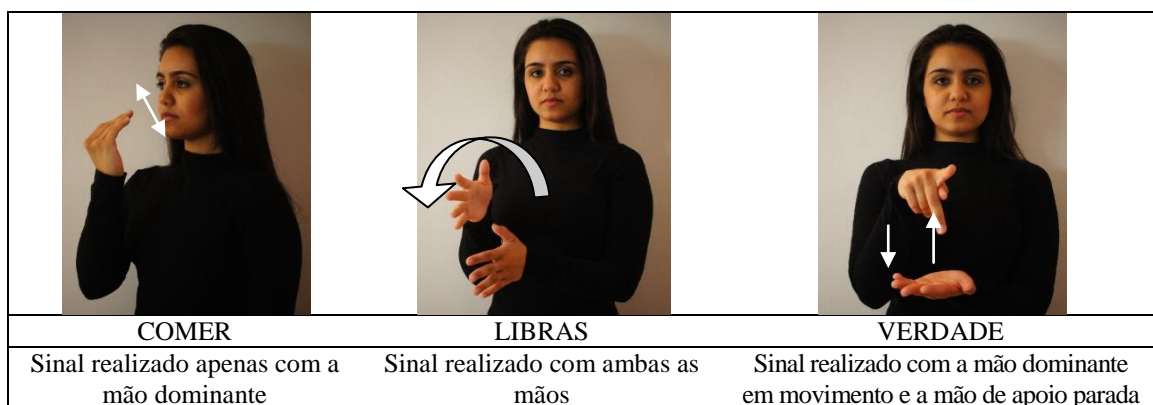 COMER
LIBRAS
VERDADE
Sinal realizado apenas com a
mão dominante
Sinal realizado com ambas as
mãos
Sinal realizado com a mão dominante
em movimento e a mão de apoio parada